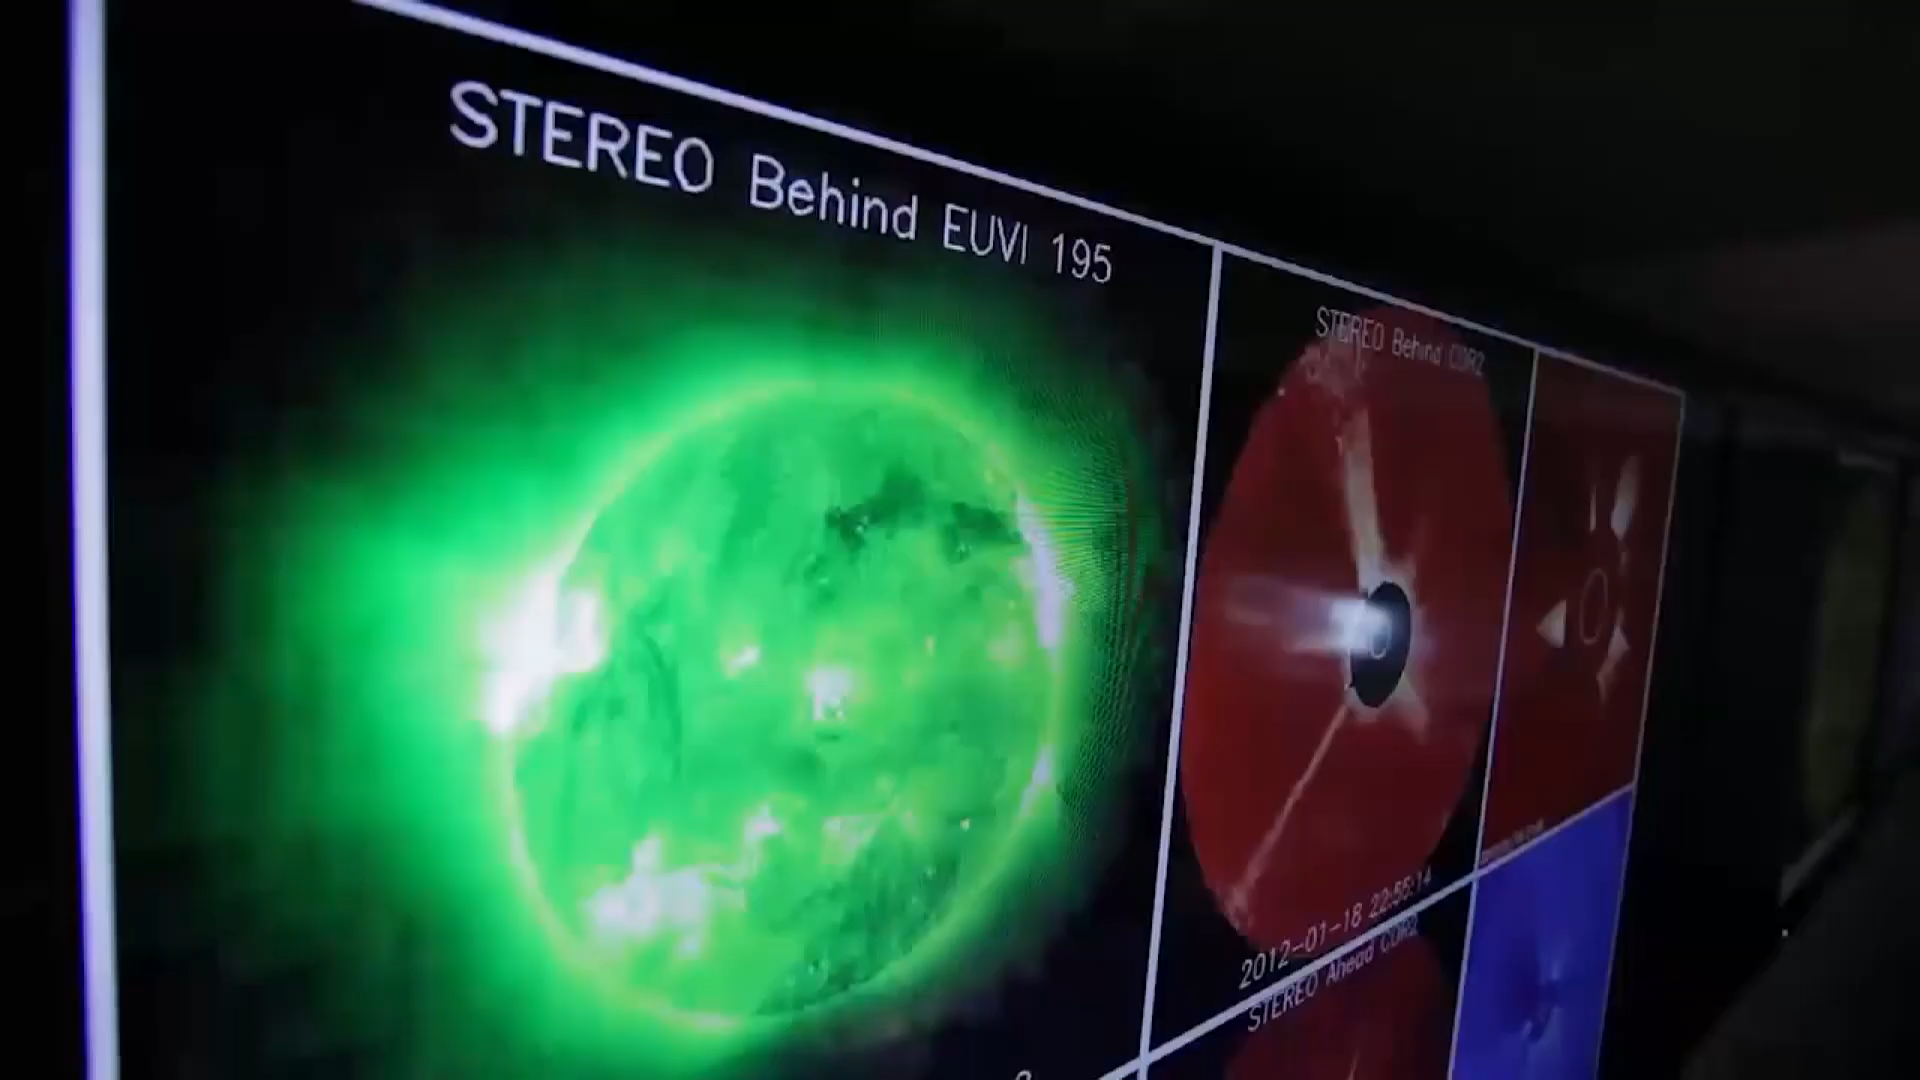 STEREO Behind EUVI 195
STEREO Behind COR2
2012-01-18 22:55:14
STEREO Ahead COR2